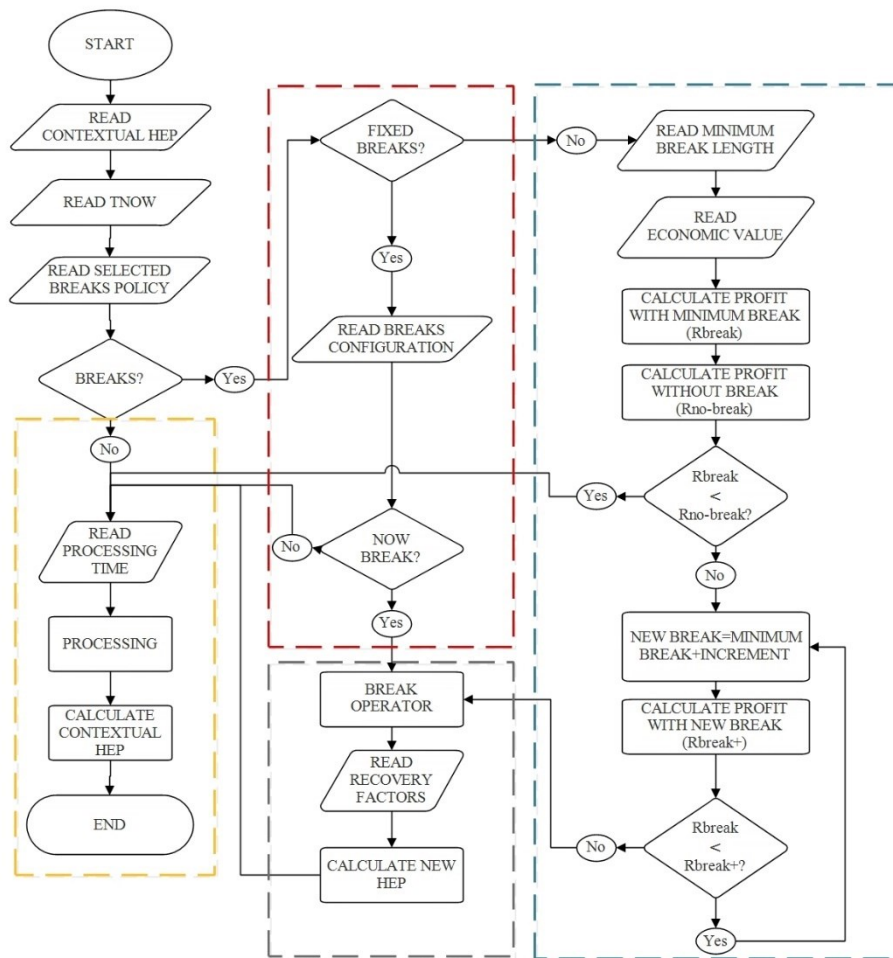 START
READ
CONTEXTUAL HEP
READ TNOW
READ SELECTED
BREAKS POLICY
BREAKS?
Yes
No
READ
PROCESSING
TIME
PROCESSING
CALCULATE
CONTEXTUAL
HEP
END
FIXED
BREAKS?
No
Yes
READ BREAKS
CONFIGURATION
NOW
BREAK?
No
Yes
BREAK
OPERATOR
READ
RECOVERY
FACTORS
CALCULATE NEW
HEP
READ MINIMUM
BREAK LENGTH
READ
ECONOMIC VALUE
CALCULATE PROFIT
WITH MINIMUM BREAK
(Rbreak)
CALCULATE PROFIT
WITHOUT BREAK
(Rno-break)
Rbreak
<
Rno-break?
Yes
No
NEW BREAK=MINIMUM
BREAK+INCREMENT
CALCULATE PROFIT
WITH NEW BREAK
(Rbreak+)
Rbreak
<
Rbreak+?
No
Yes